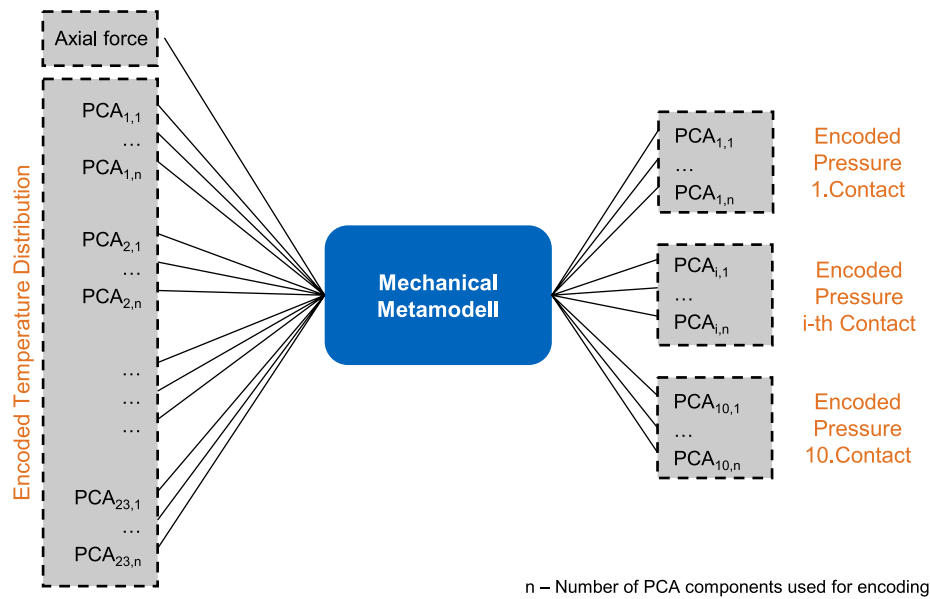 Axial force
Encoded Temperature Distribution
PCA1,1
...
PCA1,n
PCA2,1
...
PCA2,n
...
...
...
PCA23,1
...
PCA23,n
Mechanical
Metamodell
PCA1,1
...
PCA1,n
Encoded
Pressure
1.Contact
PCAi,1
...
PCAi,n
Encoded
Pressure
i-th Contact
PCA10,1
...
PCA10,n
Encoded
Pressure
10.Contact
n – Number of PCA components used for encoding